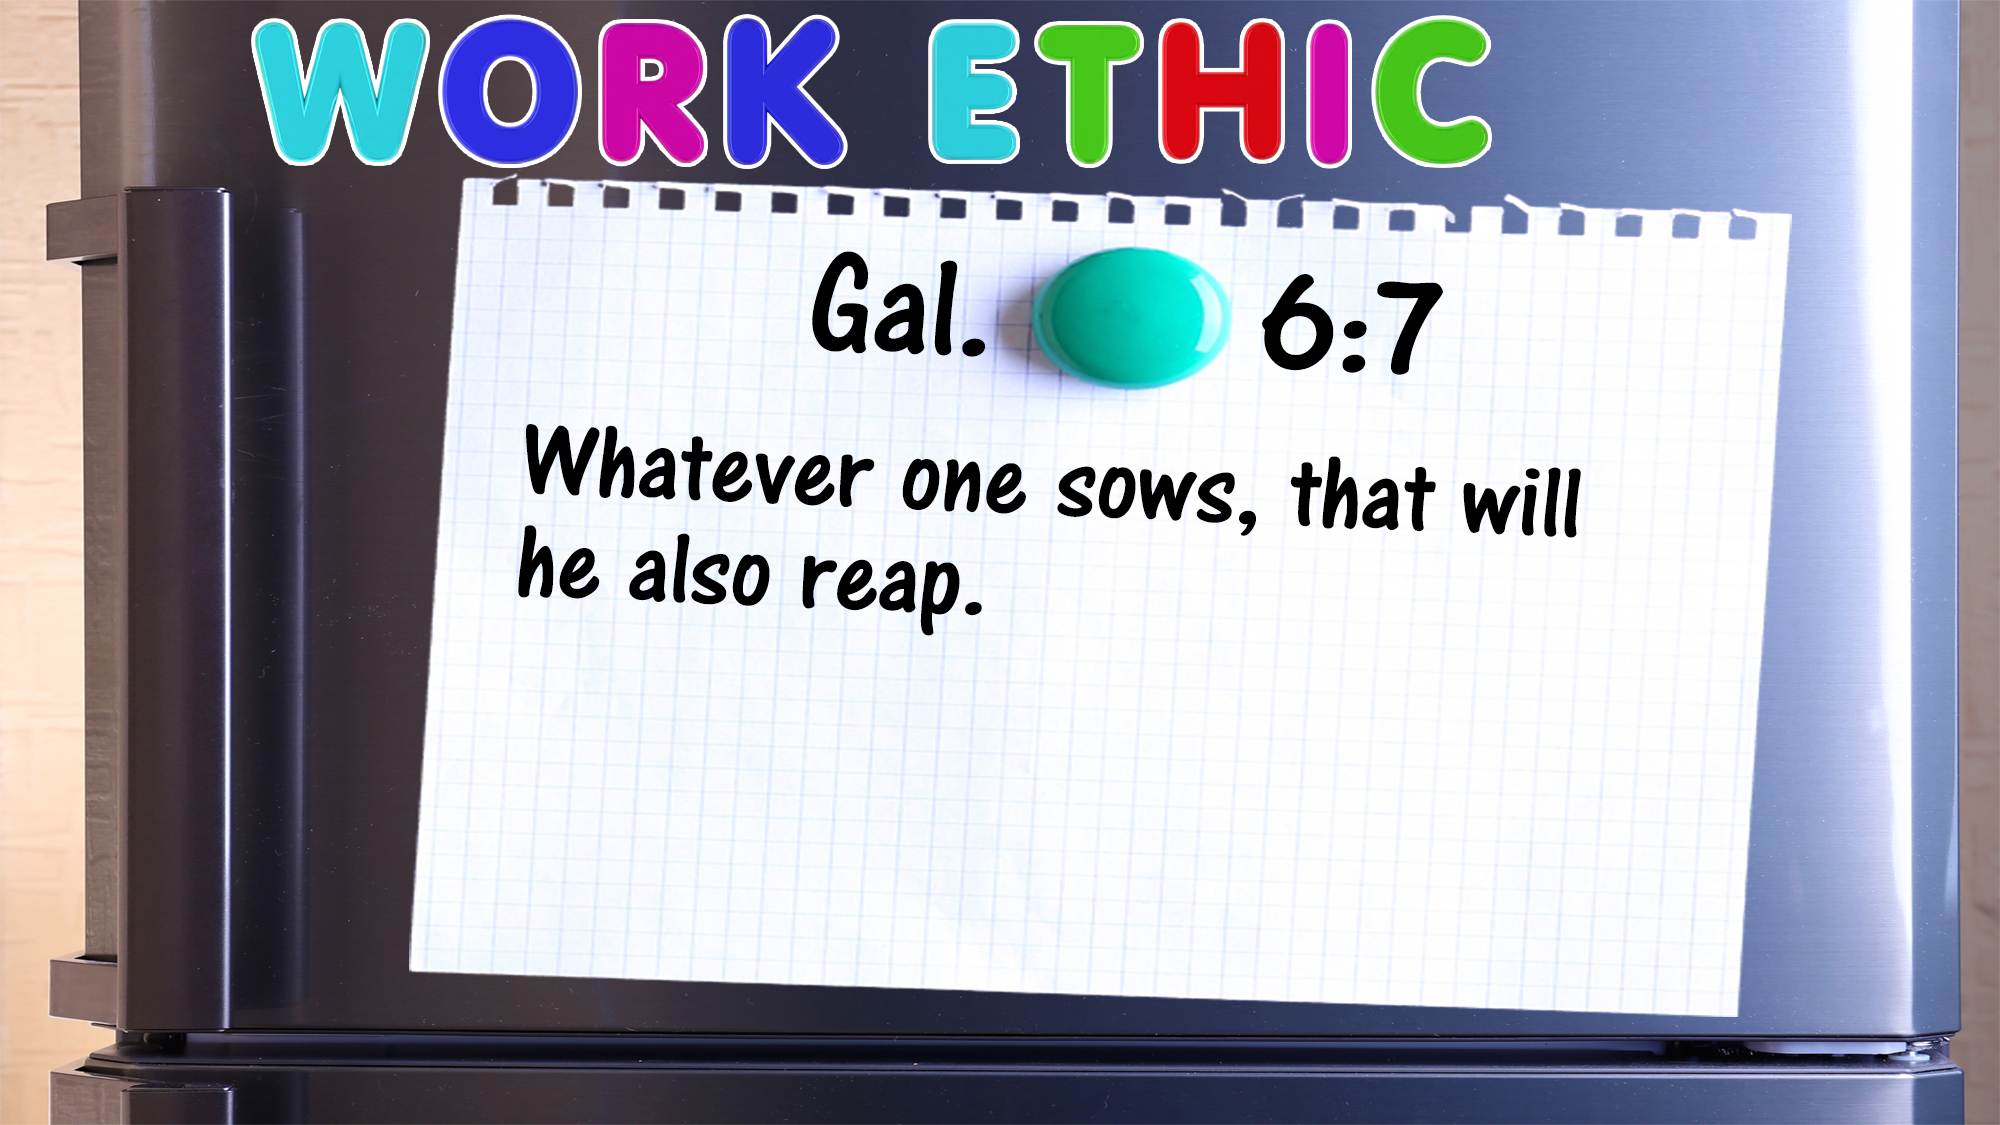 WORK ETHIC
Gal. 6:7
Whatever one sows, that will
he also reap.